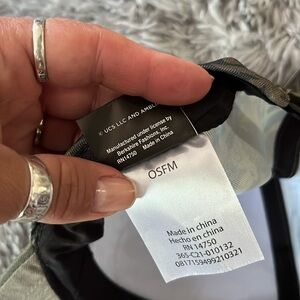 © UCS LLC AND AMBL
Manufactured under license by
Berkshire Fashions, Inc.
RN14750 Made in China
OSFM
Made in china
Hecho en china
RN 14750
365-C21-010132
0817159499210321